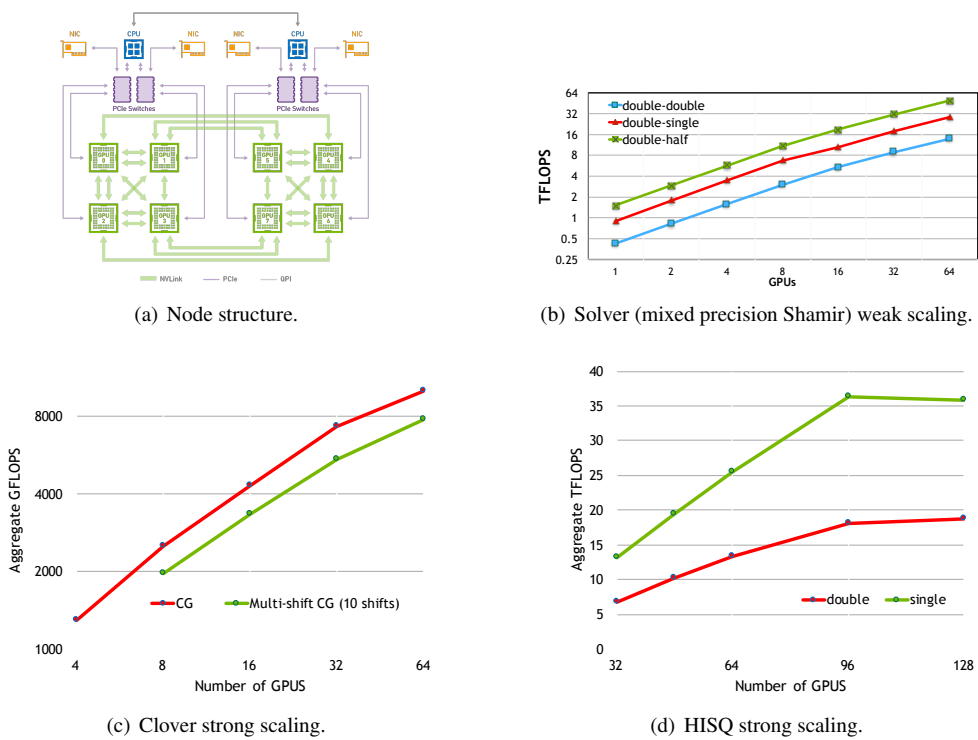 NIC CPU NIC NIC CPU NIC
PCIe Switches PCIe Switches
GPU 0 GPU 1 GPU 5 GPU 4
GPU 2 GPU 3 GPU 7 GPU 6
NVLink PCIe QPI
(a) Node structure.
64
32
16
8
4
2
1
0.5
0.25
TFLOPS
double-double
double-single
double-half
1 2 4 8 16 32 64
GPUs
(b) Solver (mixed precision Shamir) weak scaling.
8000
4000
2000
1000
Aggregate GFLOPS
CG Multi-shift CG (10 shifts)
4 8 16 32 64
Number of GPUS
(c) Clover strong scaling.
40
35
30
25
20
15
10
5
0
Aggregate TFLOPS
double single
32 64 96 128
Number of GPUS
(d) HISQ strong scaling.